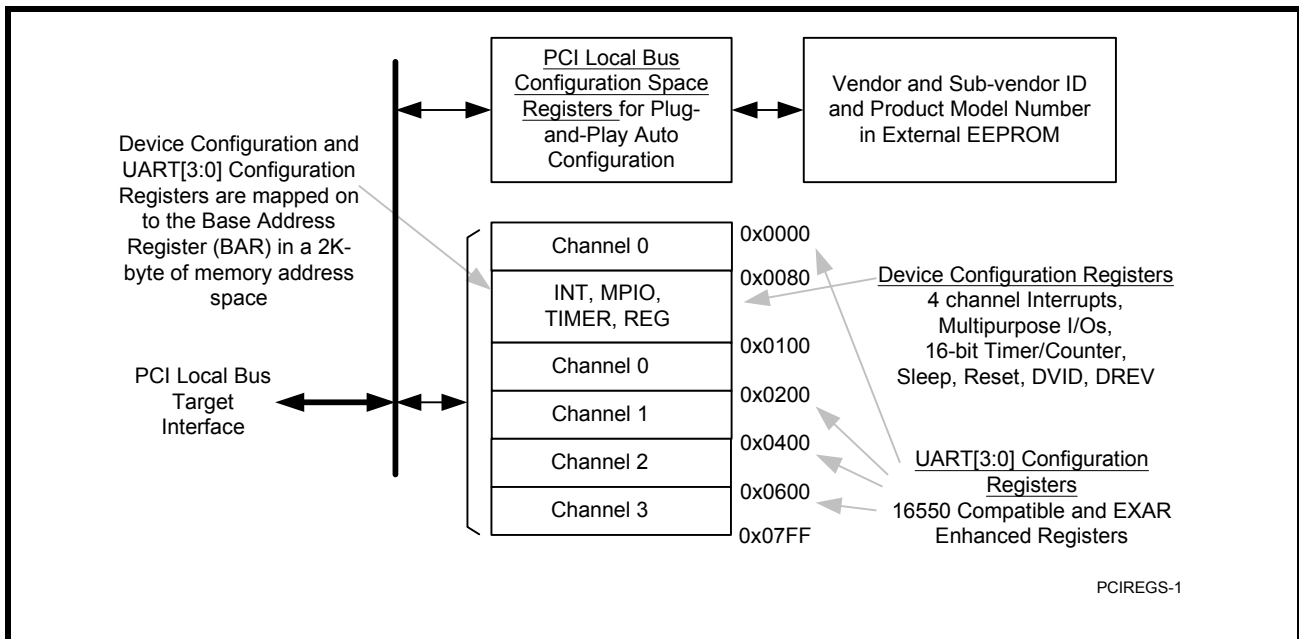 PCI Local Bus
Configuration Space
Registers for Plug-
and-Play Auto
Configuration
Vendor and Sub-vendor ID
and Product Model Number
in External EEPROM
Device Configuration and
UART[3:0] Configuration
Registers are mapped on
to the Base Address
Register (BAR) in a 2K-
byte of memory address
space
PCI Local Bus
Target
Interface
Channel 0
INT, MPIO,
TIMER, REG
Channel 0
Channel 1
Channel 2
Channel 3
0x0000
0x0080
0x0100
0x0200
0x0400
0x0600
0x07FF
Device Configuration Registers
4 channel Interrupts,
Multipurpose I/Os,
16-bit Timer/Counter,
Sleep, Reset, DVID, DREV
UART[3:0] Configuration
Registers
16550 Compatible and EXAR
Enhanced Registers
PCIREGS-1